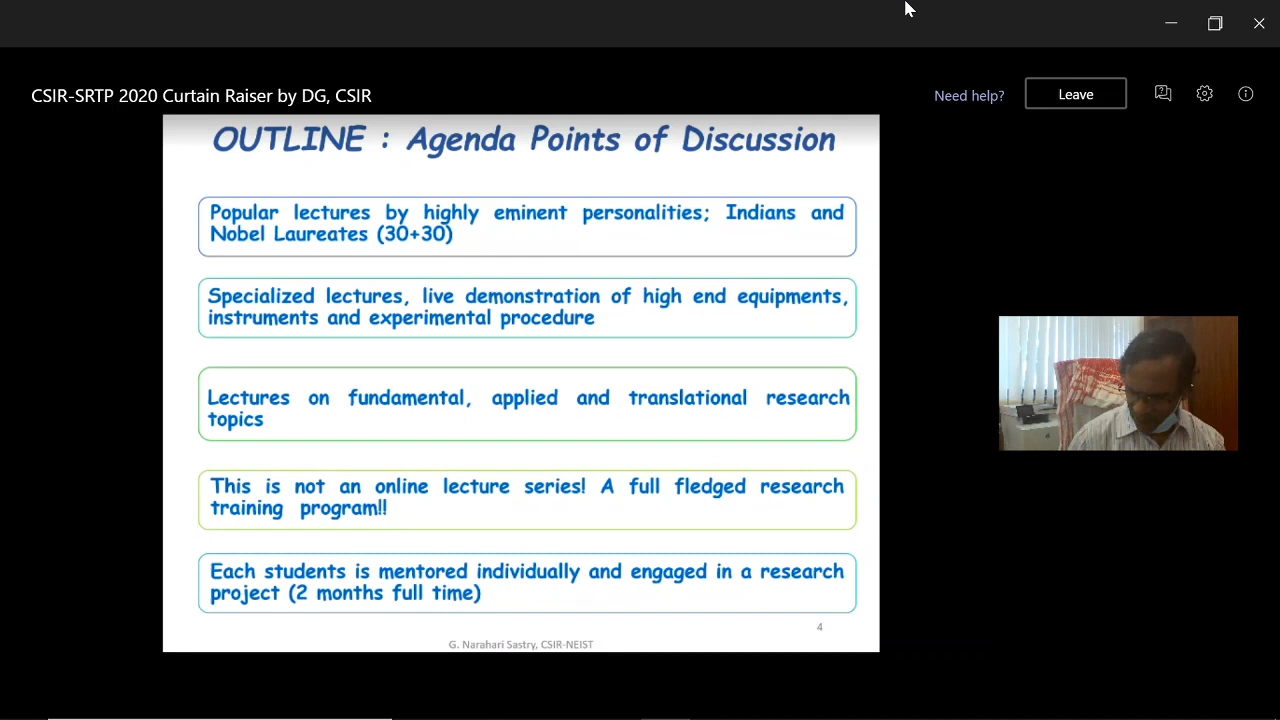 CSIR-SRTP 2020 Curtain Raiser by DG, CSIR
Need help?
Leave
OUTLINE : Agenda Points of Discussion
Popular lectures by highly eminent personalities; Indians and
Nobel Laureates (30+30)
Specialized lectures, live demonstration of high end equipments,
instruments and experimental procedure
Lectures on fundamental, applied and translational research
topics
This is not an online lecture series! A full fledged research
training program!!
Each students is mentored individually and engaged in a research
project (2 months full time)
4
G. Narahari Sastry, CSIR-NEIST